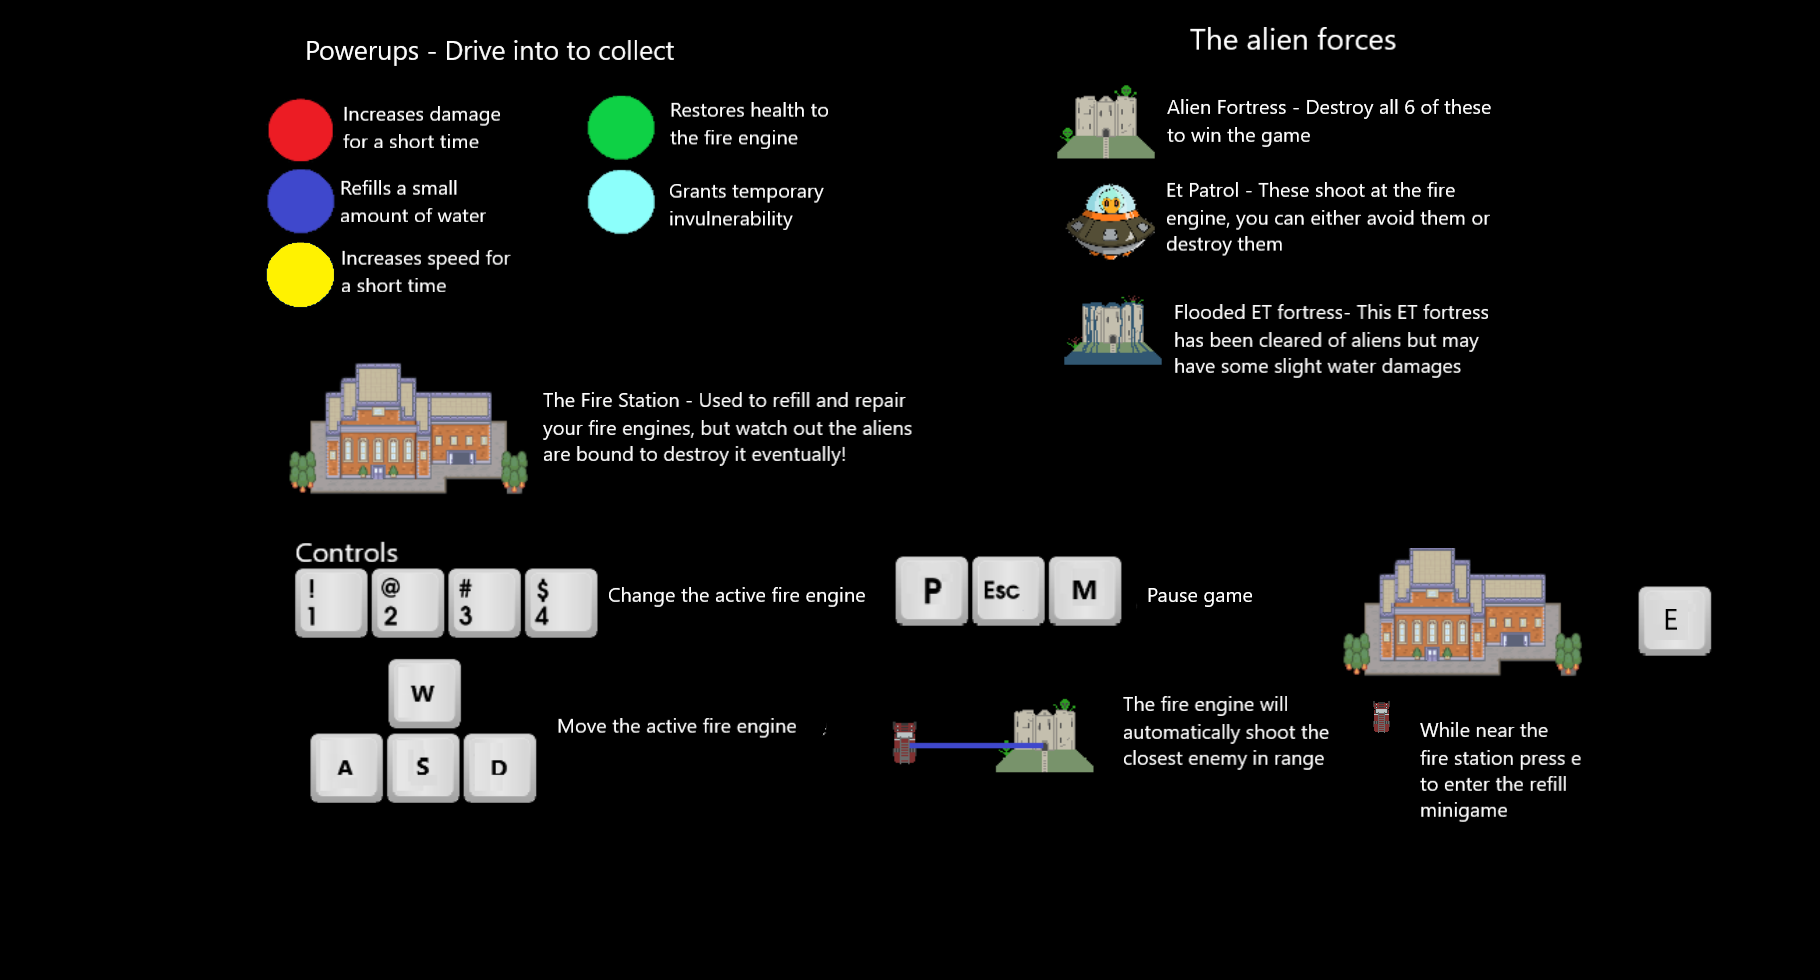 Powerups - Drive into to collect
Increases damage
for a short time
Refills a small
amount of water
Increases speed for
a short time
Restores health to
the fire engine
Grants temporary
invulnerability
The alien forces
Alien Fortress - Destroy all 6 of these
to win the game
Et Patrol - These shoot at the fire
engine, you can either avoid them or
destroy them
Flooded ET fortress- This ET fortress
has been cleared of aliens but may
have some slight water damages
The Fire Station - Used to refill and repair
your fire engines, but watch out the aliens
are bound to destroy it eventually!
Controls
! @ # $
1 2 3 4
Change the active fire engine
P Esc M
Pause game
E
W
A S D
Move the active fire engine
The fire engine will
automatically shoot the
closest enemy in range
While near the
fire station press e
to enter the refill
minigame